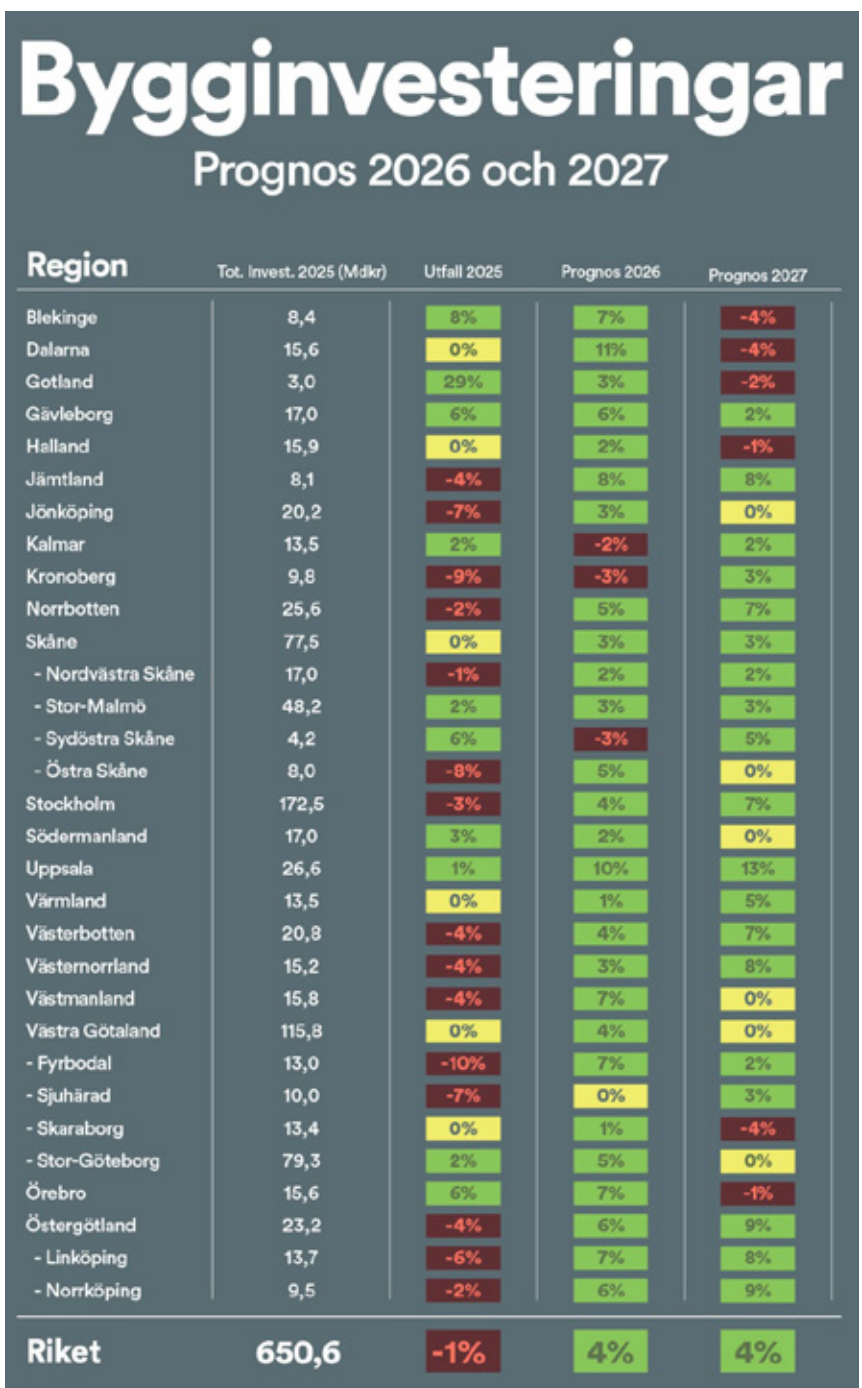 Bygginvesteringar
Prognos 2026 och 2027
Region Tot. Invest. 2025 (Mdkr) Utfall 2025 Prognos 2026 Prognos 2027
Blekinge 8,4 8% 7% -4%
Dalarna 15,6 0% 11% -4%
Gotland 3,0 29% 3% -2%
Gävleborg 17,0 6% 6% 2%
Halland 15,9 0% 2% -1%
Jämtland 8,1 -4% 8% 8%
Jönköping 20,2 -7% 3% 0%
Kalmar 13,5 2% -2% 2%
Kronoberg 9,8 -9% -3% 3%
Norrbotten 25,6 -2% 5% 7%
Skåne 77,5 0% 3% 3%
- Nordvästra Skåne 17,0 -1% 2% 2%
- Stor-Malmö 48,2 2% 3% 3%
- Sydöstra Skåne 4,2 6% -3% 5%
- Östra Skåne 8,0 -8% 5% 0%
Stockholm 172,5 -3% 4% 7%
Södermanland 17,0 3% 2% 0%
Uppsala 26,6 1% 10% 13%
Värmland 13,5 0% 1% 5%
Västerbotten 20,8 -4% 4% 7%
Västernorrland 15,2 -4% 3% 8%
Västmanland 15,8 -4% 7% 0%
Västra Götaland 115,8 0% 4% 0%
- Fyrbodal 13,0 -10% 7% 2%
- Sjuhärad 10,0 -7% 0% 3%
- Skaraborg 13,4 0% 1% -4%
- Stor-Göteborg 79,3 2% 5% 0%
Örebro 15,6 6% 7% -1%
Östergötland 23,2 -4% 6% 9%
- Linköping 13,7 -6% 7% 8%
- Norrköping 9,5 -2% 6% 9%
Riket 650,6 -1% 4% 4%